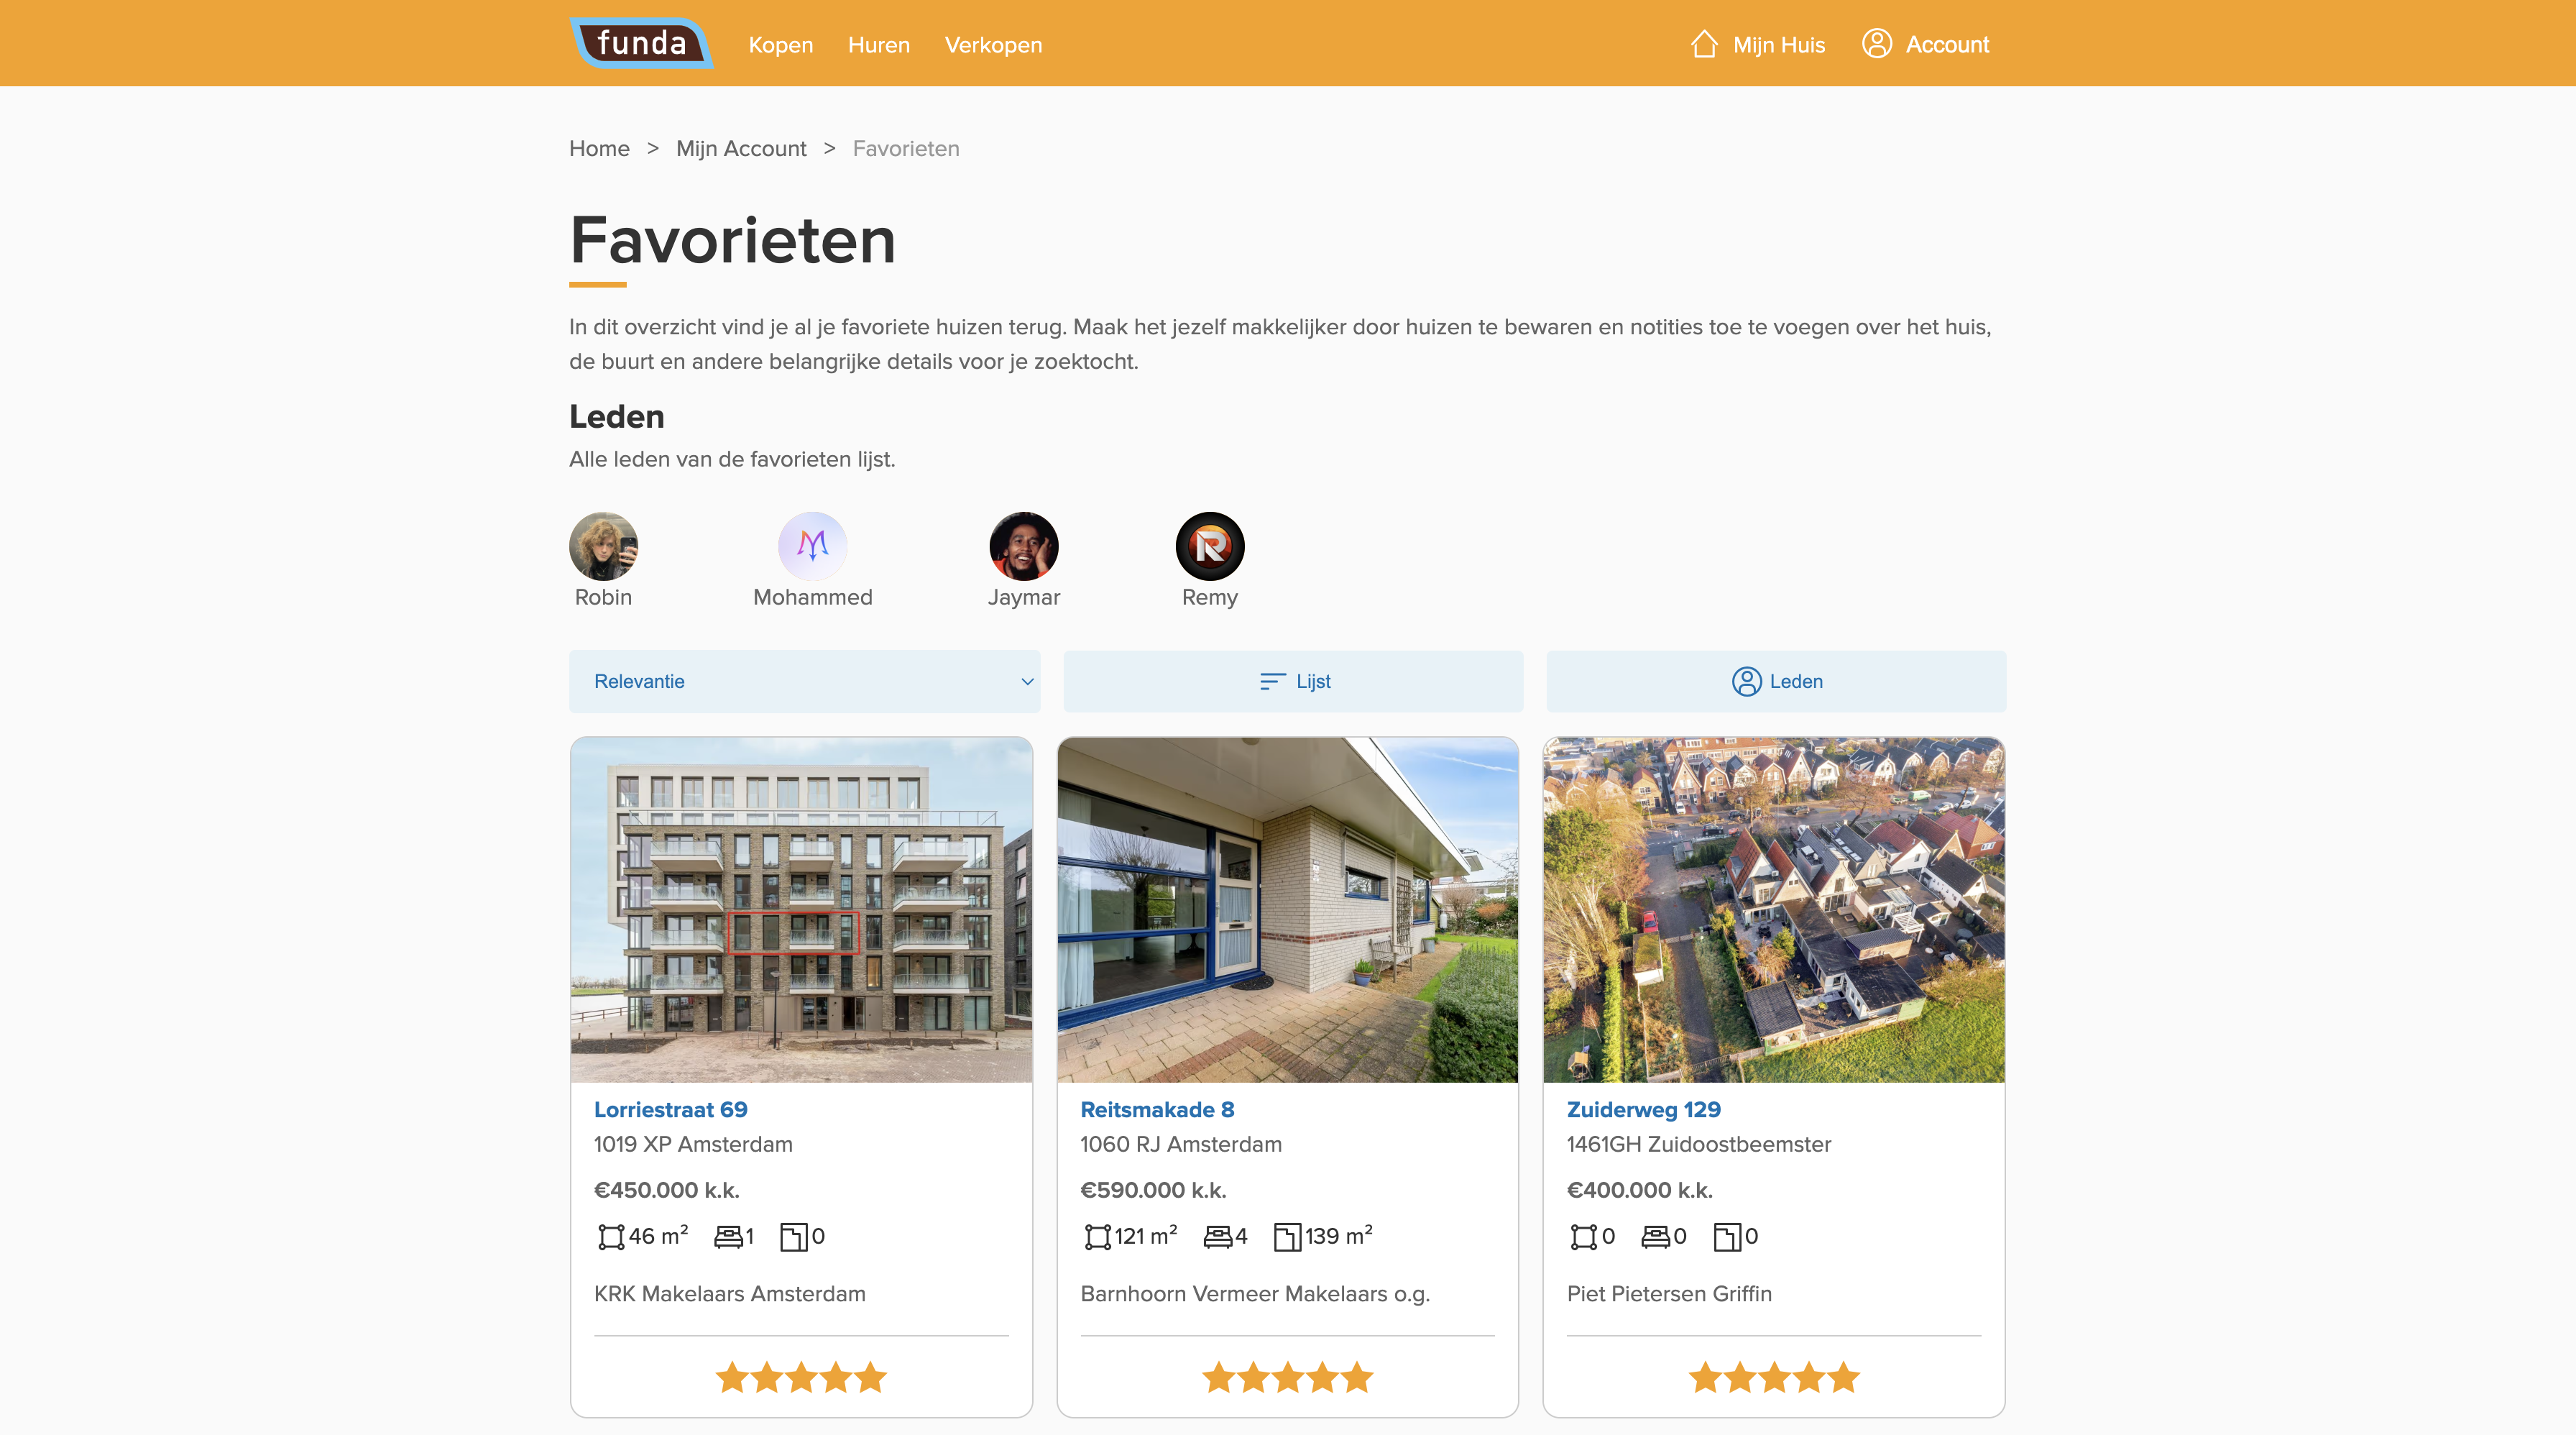 funda
Kopen
Huren
Verkopen
Mijn Huis
Account
Home > Mijn Account > Favorieten
Favorieten
In dit overzicht vind je al je favoriete huizen terug. Maak het jezelf makkelijker door huizen te bewaren en notities toe te voegen over het huis,
de buurt en andere belangrijke details voor je zoektocht.
Leden
Alle leden van de favorieten lijst.
Robin
Mohammed
Jaymar
R
Remy
Relevantie
Lijst
Leden
Lorriestraat 69
1019 XP Amsterdam
€450.000 k.k.
46 m² 1 0
KRK Makelaars Amsterdam
Reitsmakade 8
1060 RJ Amsterdam
€590.000 k.k.
121 m² 4 139 m²
Barnhoorn Vermeer Makelaars o.g.
Zuiderweg 129
1461GH Zuidoostbeemster
€400.000 k.k.
0 0 0
Piet Pietersen Griffin